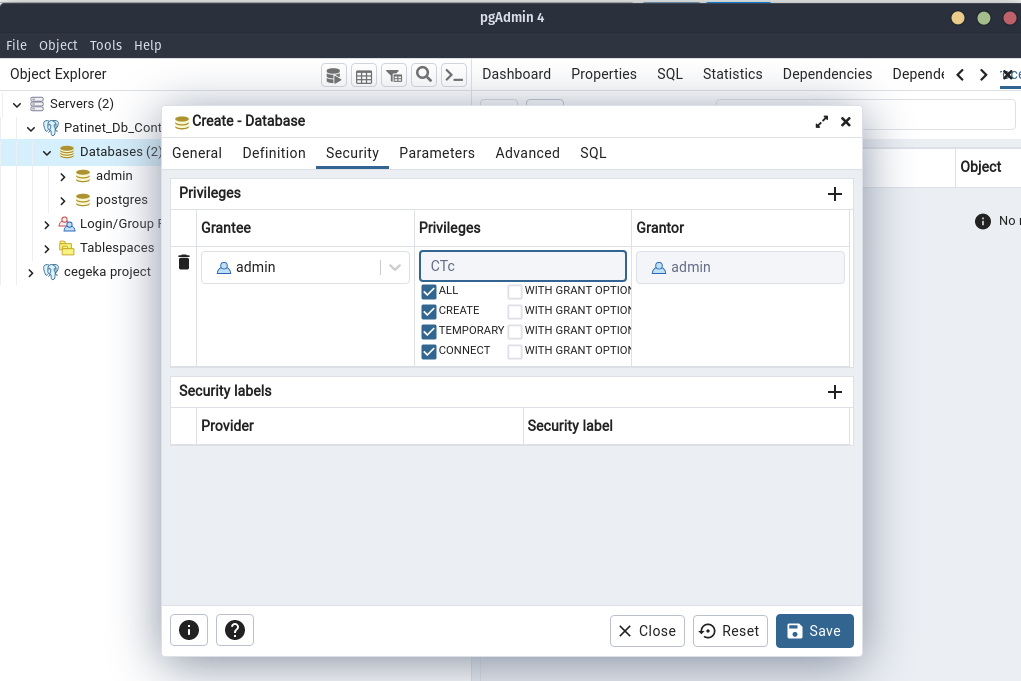 pgAdmin 4
File Object Tools Help
Object Explorer
Dashboard Properties SQL Statistics Dependencies Depende
Servers (2)
Patinet_Db_Cont
Databases (2)
admin
postgres
Login/Group R
Tablespaces
cegeka project
Object
No r
Create - Database
General Definition Security Parameters Advanced SQL
Privileges
Grantee Privileges Grantor
admin CTc admin
ALL WITH GRANT OPTION
CREATE WITH GRANT OPTION
TEMPORARY WITH GRANT OPTION
CONNECT WITH GRANT OPTION
Security labels
Provider Security label
Close Reset Save